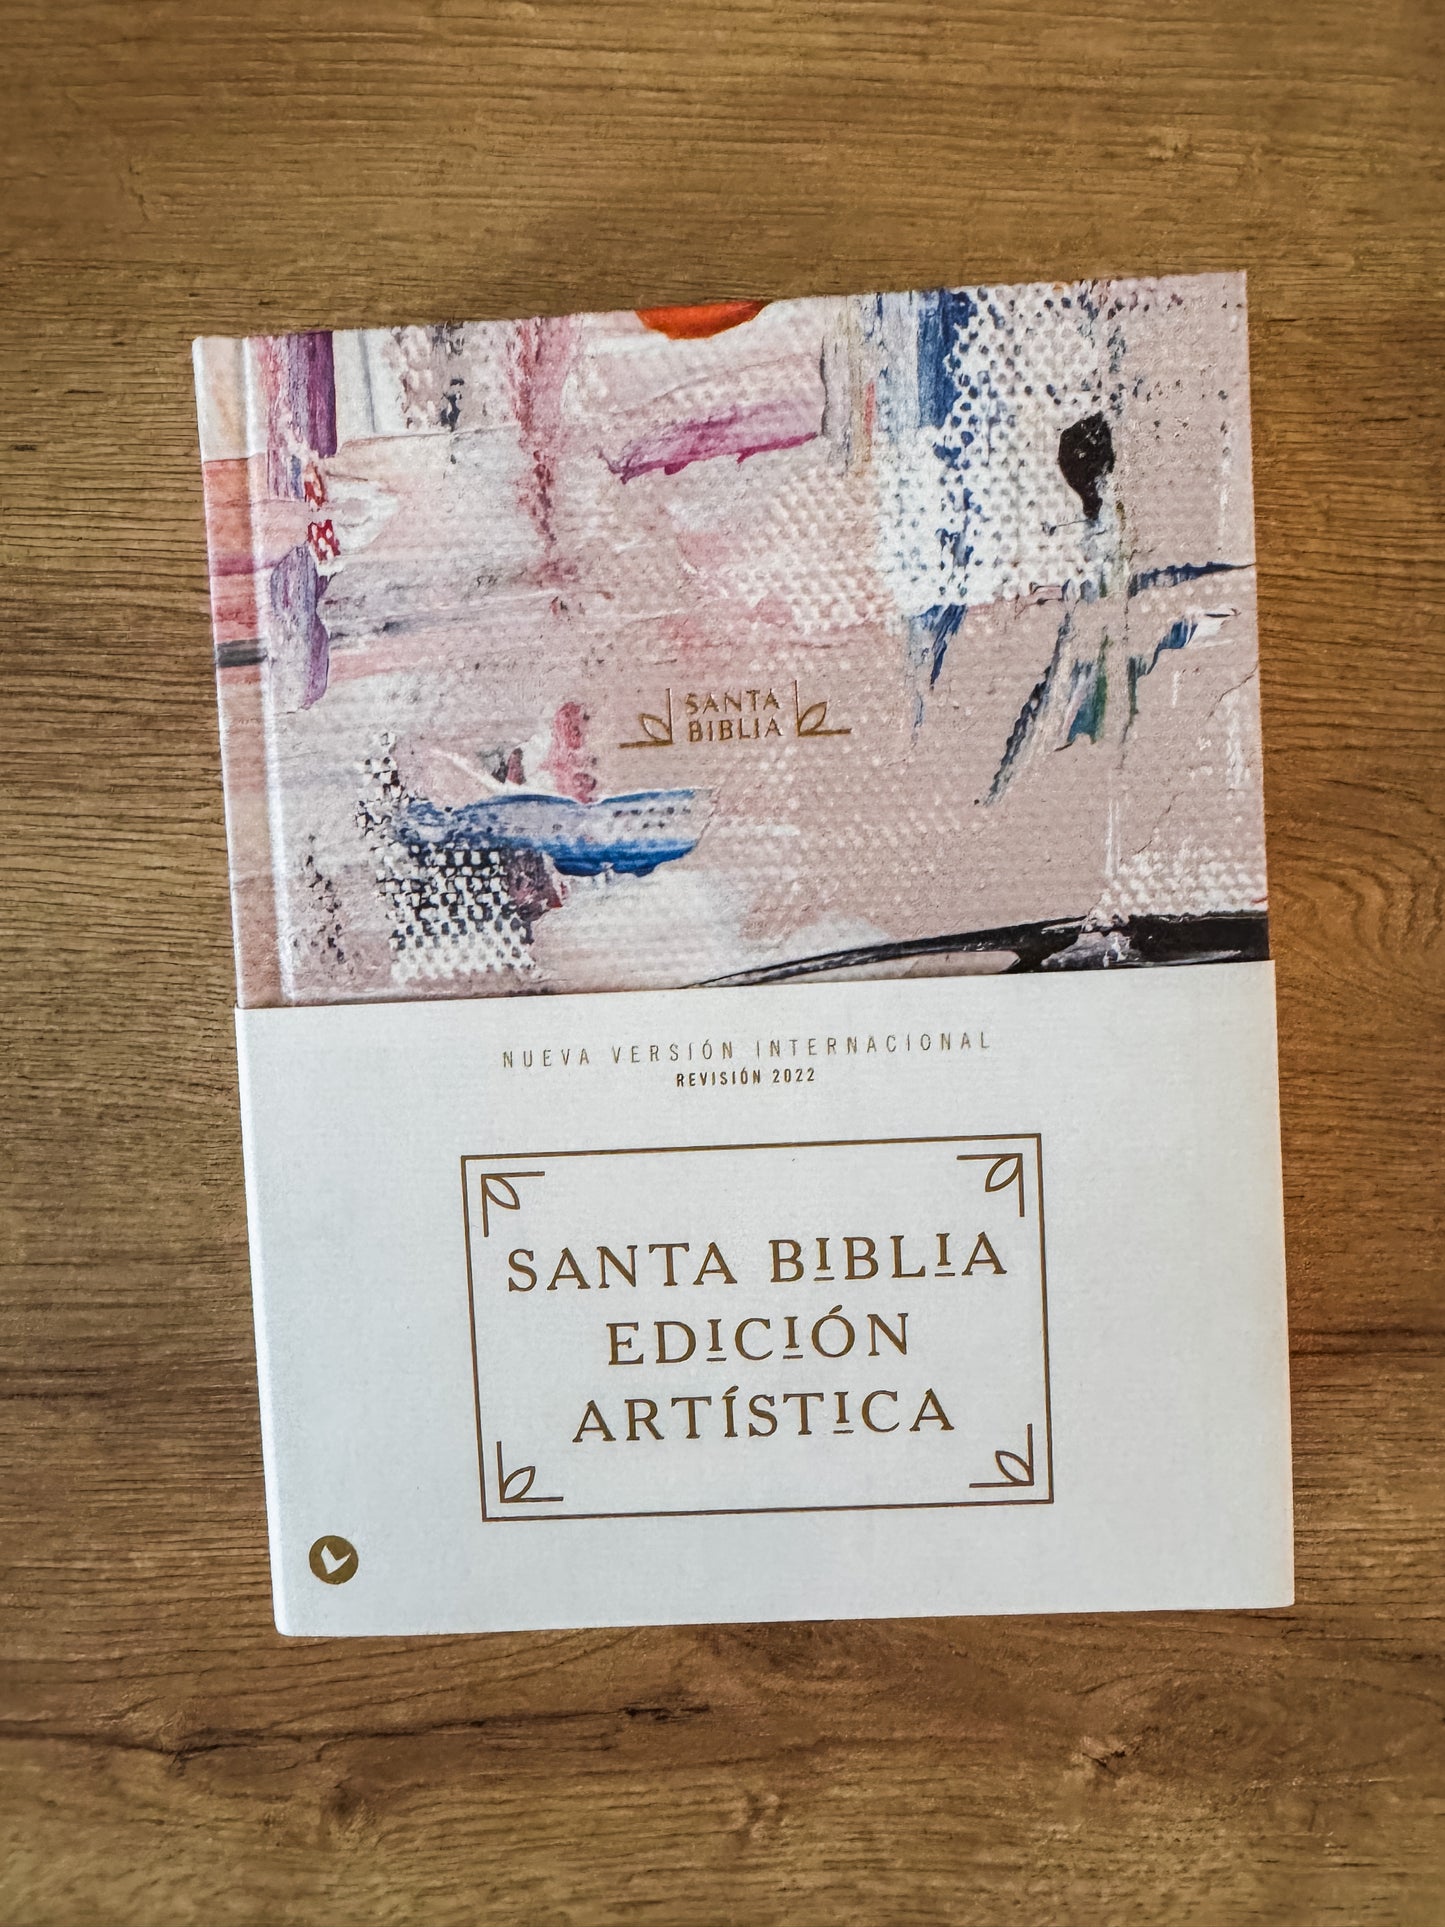 SANTA
BIBLIA
NUEVA VERSIÓN INTERNACIONAL
REVISIÓN 2022
SANTA BIBLIA
EDICIÓN
ARTÍSTICA